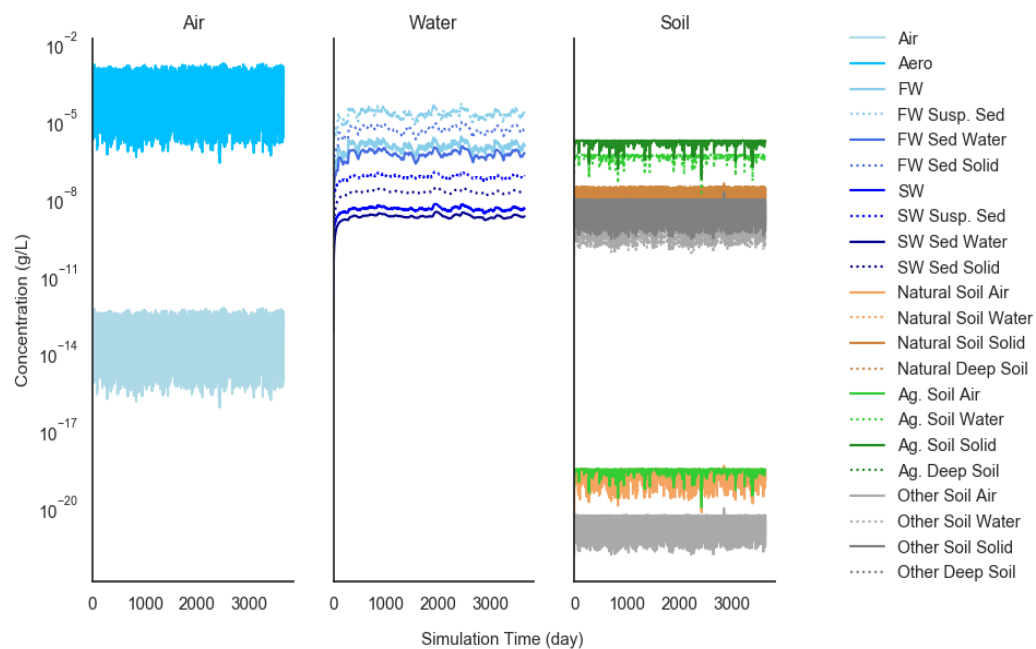 Air
Water
Soil
Concentration (g/L)
10⁻²
10⁻⁵
10⁻⁸
10⁻¹¹
10⁻¹⁴
10⁻¹⁷
10⁻²⁰
0 1000 2000 3000
0 1000 2000 3000
0 1000 2000 3000
Simulation Time (day)
Air
Aero
FW
FW Susp. Sed
FW Sed Water
FW Sed Solid
SW
SW Susp. Sed
SW Sed Water
SW Sed Solid
Natural Soil Air
Natural Soil Water
Natural Soil Solid
Natural Deep Soil
Ag. Soil Air
Ag. Soil Water
Ag. Soil Solid
Ag. Deep Soil
Other Soil Air
Other Soil Water
Other Soil Solid
Other Deep Soil